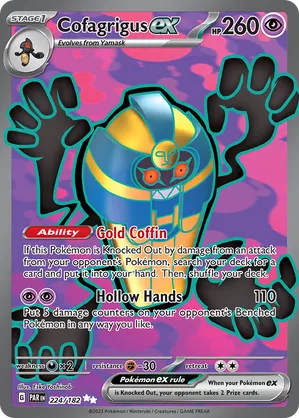 STAGE 1 Cofagrigus ex HP 260
Evolves from Yamask
Ability Gold Coffin
If this Pokémon is Knocked Out by damage from an attack
from your opponent's Pokémon, search your deck for a
card and put it into your hand. Then, shuffle your deck.
Hollow Hands 110
Put 5 damage counters on your opponent's Benched
Pokémon in any way you like.
weakness ×2 resistance -30 retreat
Pokémon ex rule When your Pokémon ex
is Knocked Out, your opponent takes 2 Prize cards.
G PAR EN 224/182
©2023 Pokémon / Nintendo / Creatures / GAME FREAK